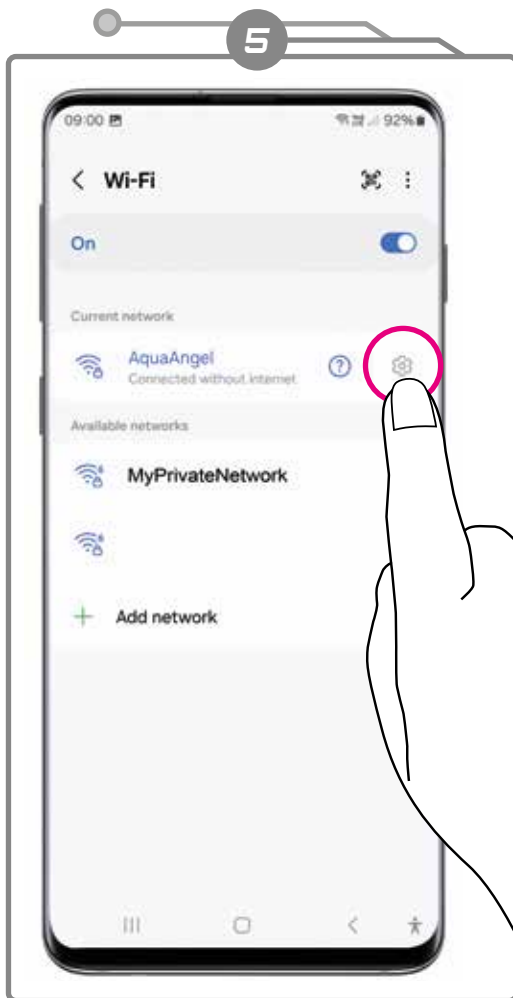 5
09:00
92%
Wi-Fi
On
Current network
AquaAngel
Connected without internet
Available networks
MyPrivateNetwork
Add network